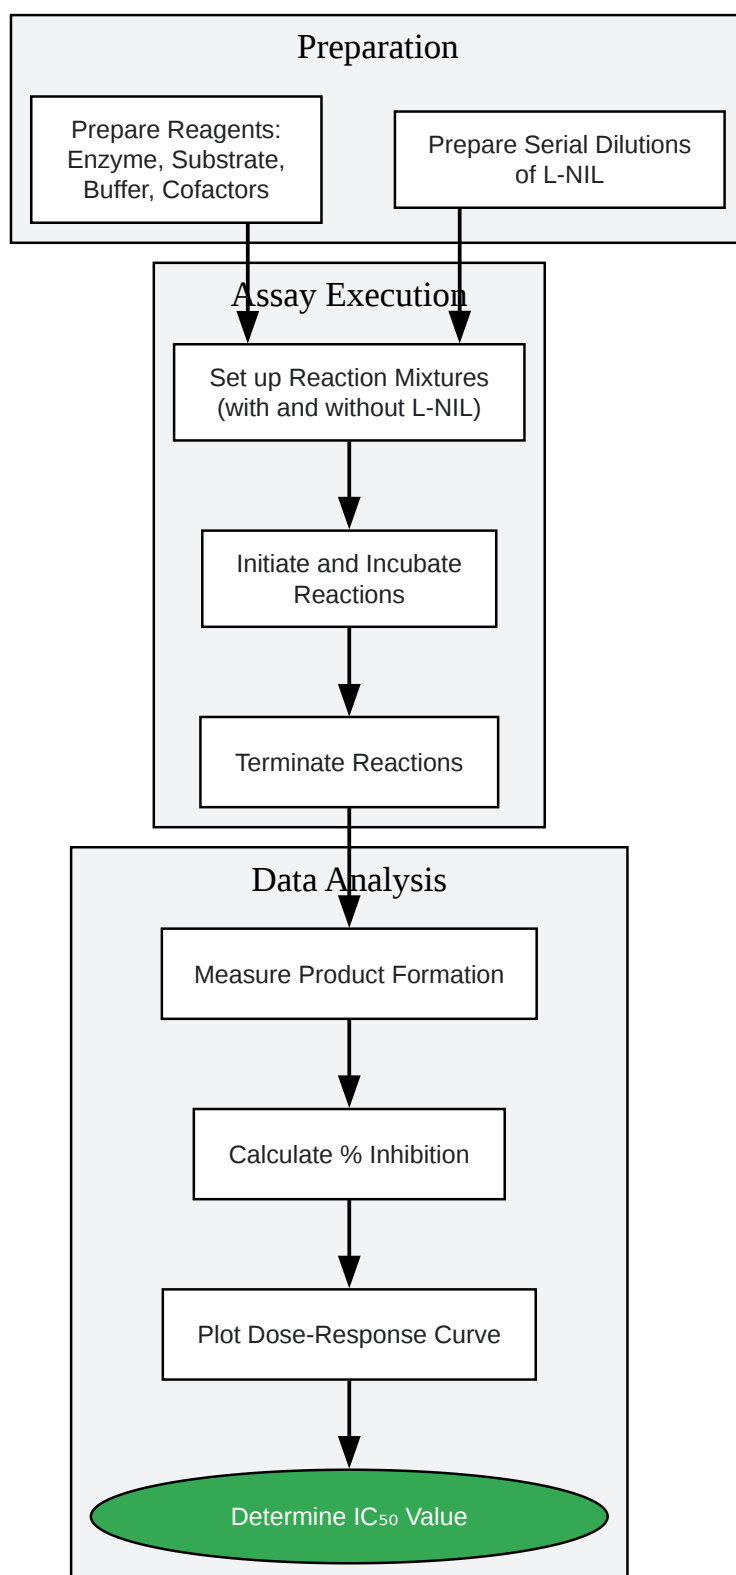 Preparation
Prepare Reagents:
Enzyme, Substrate,
Buffer, Cofactors
Prepare Serial Dilutions
of L-NIL
Assay Execution
Set up Reaction Mixtures
(with and without L-NIL)
Initiate and Incubate
Reactions
Terminate Reactions
Data Analysis
Measure Product Formation
Calculate % Inhibition
Plot Dose-Response Curve
Determine IC₅₀ Value